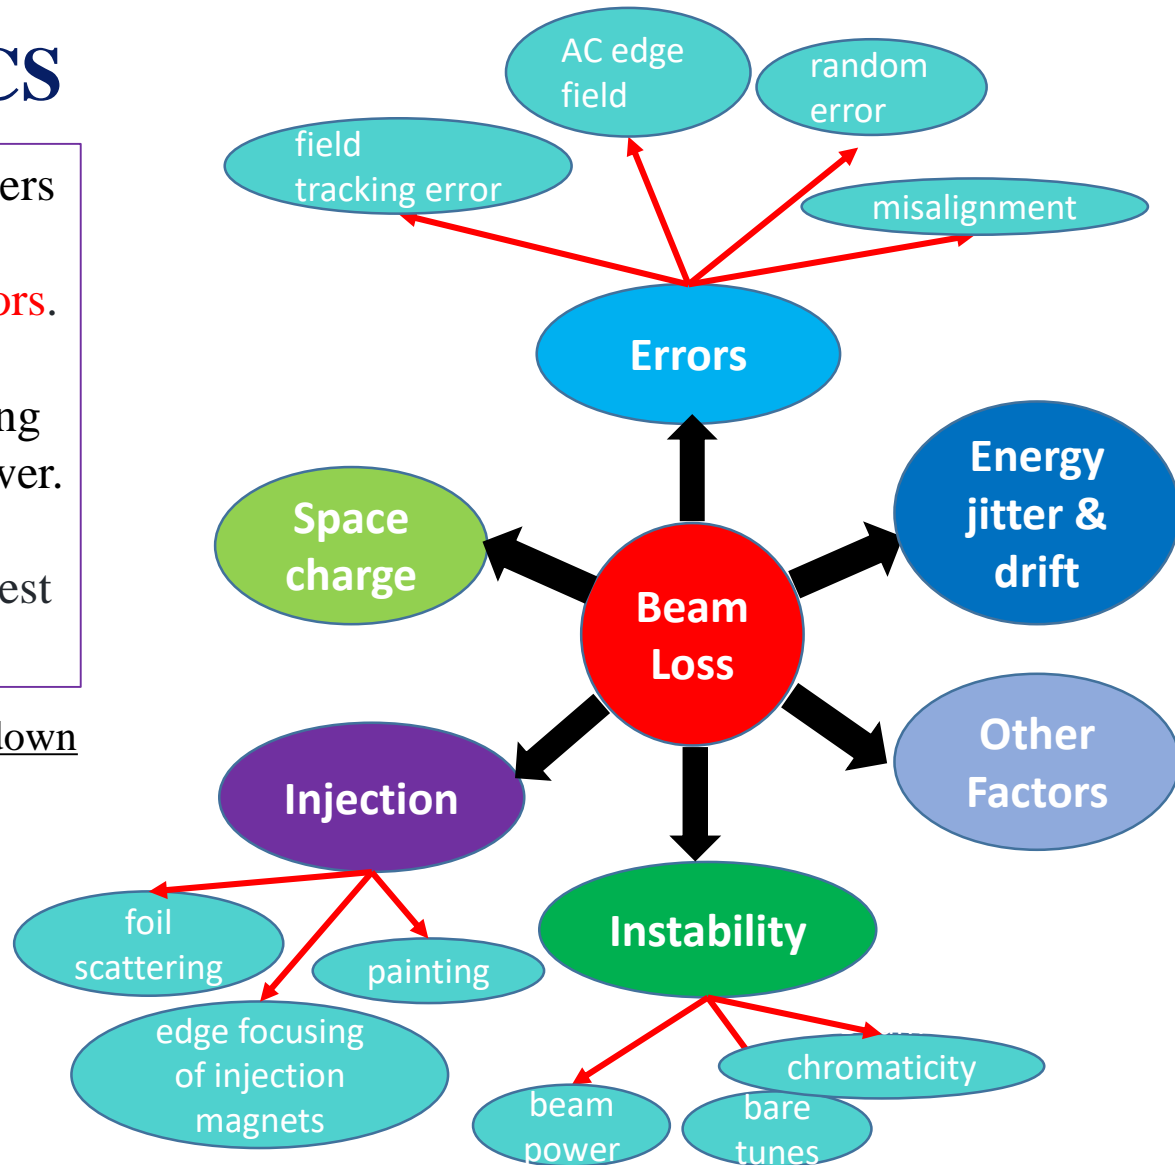 CS
ers
ors.
ng
ver.
est
down
AC edge
field
random
error
field
tracking error
misalignment
Errors
Energy
jitter &
drift
Space
charge
Beam
Loss
Other
Factors
Injection
Instability
foil
scattering
painting
edge focusing
of injection
magnets
chromaticity
beam
power
bare
tunes